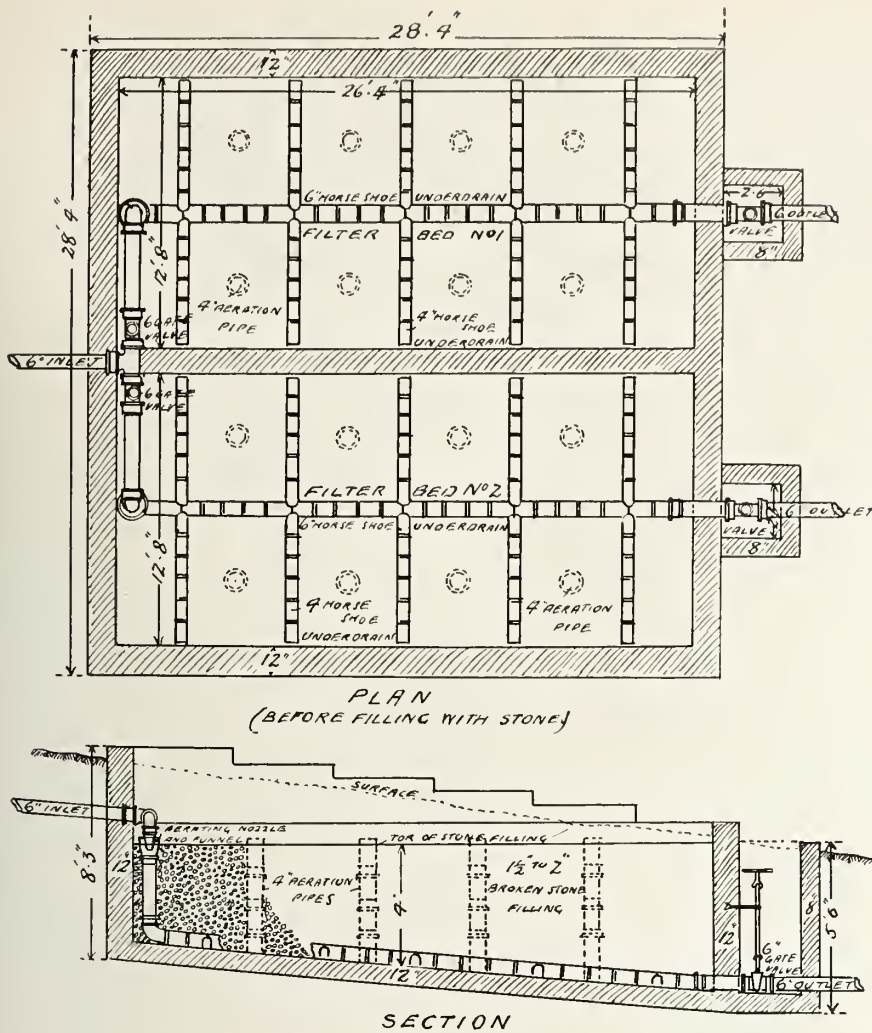 28'.4"
12"
26'.4"
28'.4"
12'.8"
6" HORSE SHOE UNDERDRAIN
FILTER BED No1
2'.6"
6 OUTLET
VALVE
8"
4" AERATION
PIPE
4" HORSE
SHOE
UNDERDRAIN
6 GATE
VALVE
6" INLET
6 GATE
VALVE
FILTER BED No2
6" HORSE SHOE UNDERDRAIN
6" OUTLET
VALVE
8"
12'.8"
4 HORSE
SHOE
UNDERDRAIN
4" AERATION
PIPE
12"
PLAN
(BEFORE FILLING WITH STONE)
SURFACE
6" INLET
AERATING NOZZLE
AND FUNNEL
TOP OF STONE FILLING
8'.3"
12"
4" AERATION
PIPES
4'
1½" TO 2"
BROKEN STONE
FILLING
12"
12"
8"
5'.6"
6"
GATE
VALVE
6" OUTLET
SECTION